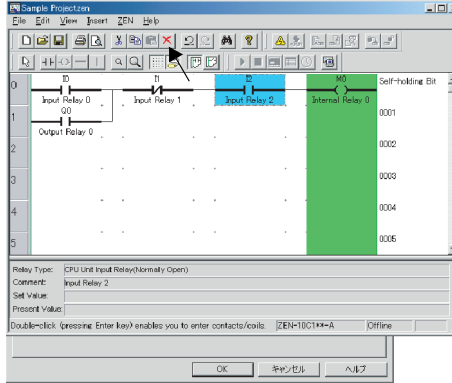 Sample Projectzen
File Edit View Insert ZEN Help
0 I0 I1 I2 M0 Self-holding Bit
Input Relay 0 Input Relay 1 Input Relay 2 Internal Relay 0
1 Q0 0001
Output Relay 0
2 0002
3 0003
4 0004
5 0005
Relay Type: CPU Unit Input Relay(Normally Open)
Comment: Input Relay 2
Set Value:
Present Value:
Double-click (pressing Enter key) enables you to enter contacts/coils. ZEN-10C1**-A Offline
OK キャンセル ヘルプ